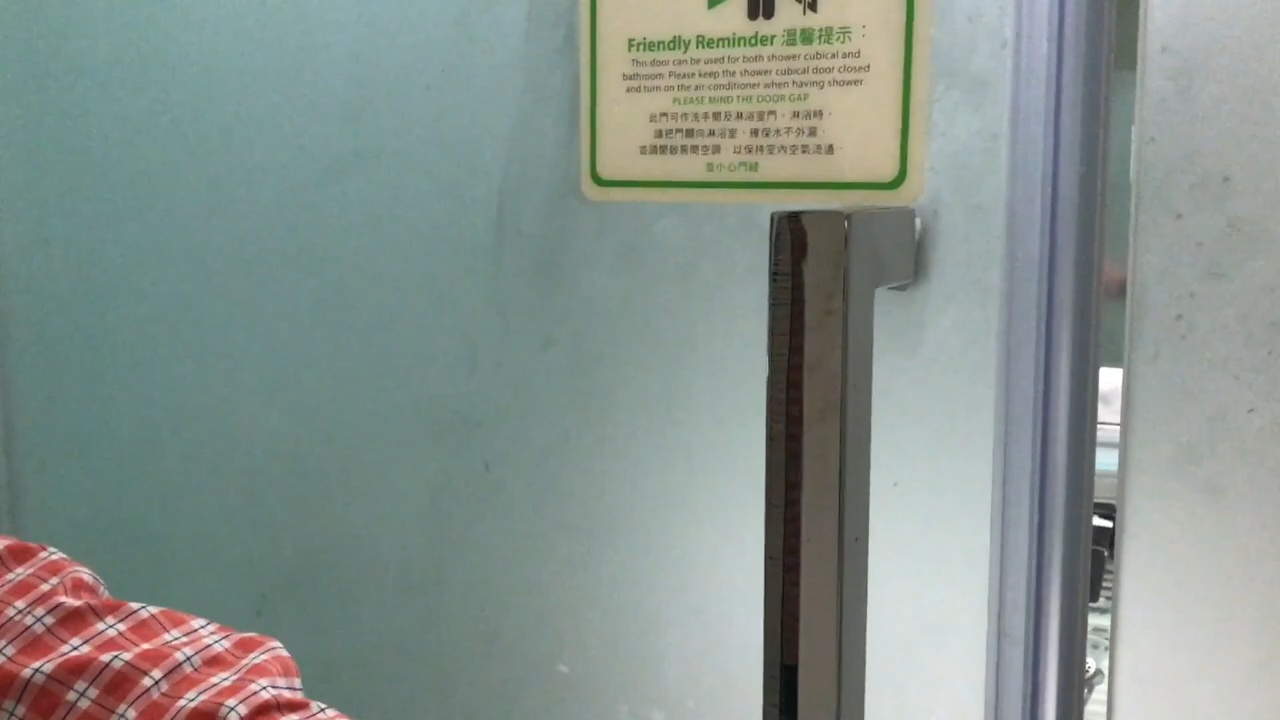 Friendly Reminder 溫馨提示：
This door can be used for both shower cubical and
bathroom. Please keep the shower cubical door closed
and turn on the air-conditioner when having shower.
PLEASE MIND THE DOOR GAP
此門可作洗手間及淋浴室門。淋浴時，
請把門關向淋浴室，確保水不外漏，
並請開啟房間空調，以保持室內空氣流通。
並小心門縫